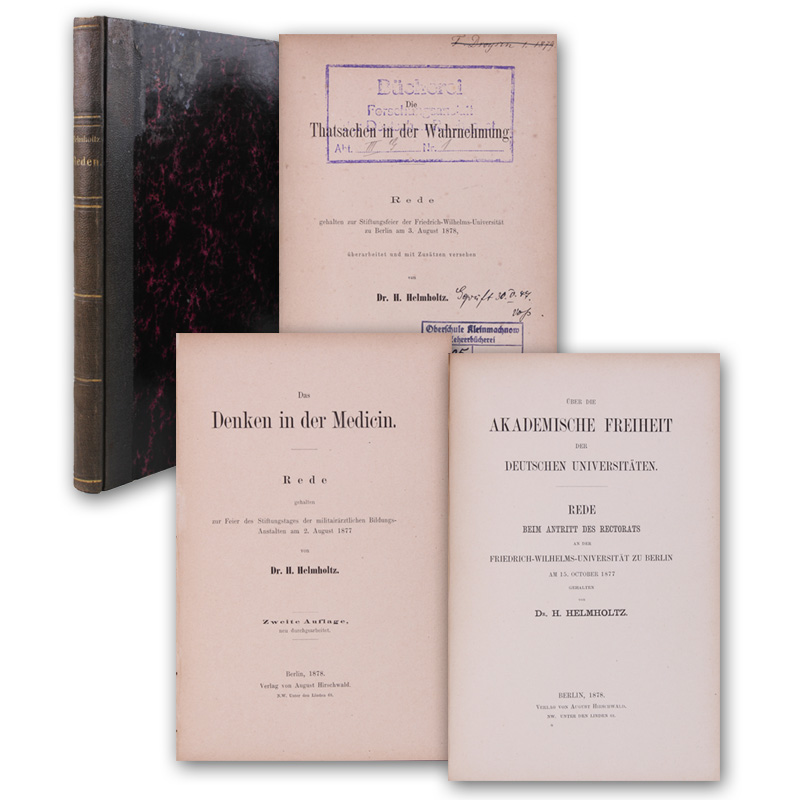 Reden.
Bücherei
Forschungsanstalt
Die
Thatsachen in der Wahrnehmung.
Akt. III g Nr. 1
Rede
gehalten zur Stiftungsfeier der Friedrich-Wilhelms-Universität
zu Berlin am 3. August 1878,
überarbeitet und mit Zusätzen versehen
von
Dr. H. Helmholtz.
Oberschule Kleinmachnow
Lehrerbücherei
Das
Denken in der Medicin.
Rede
gehalten
zur Feier des Stiftungstages der militairärztlichen Bildungs-
Anstalten am 2. August 1877
von
Dr. H. Helmholtz.
Zweite Auflage,
neu durchgearbeitet.
Berlin, 1878.
Verlag von August Hirschwald.
N.W. Unter den Linden 68.
ÜBER DIE
AKADEMISCHE FREIHEIT
DER
DEUTSCHEN UNIVERSITÄTEN.
REDE
BEIM ANTRITT DES RECTORATS
AN DER
FRIEDRICH-WILHELMS-UNIVERSITÄT ZU BERLIN
AM 15. OCTOBER 1877
GEHALTEN
VON
DR. H. HELMHOLTZ.
BERLIN, 1878.
VERLAG VON AUGUST HIRSCHWALD.
NW. UNTER DEN LINDEN 68.